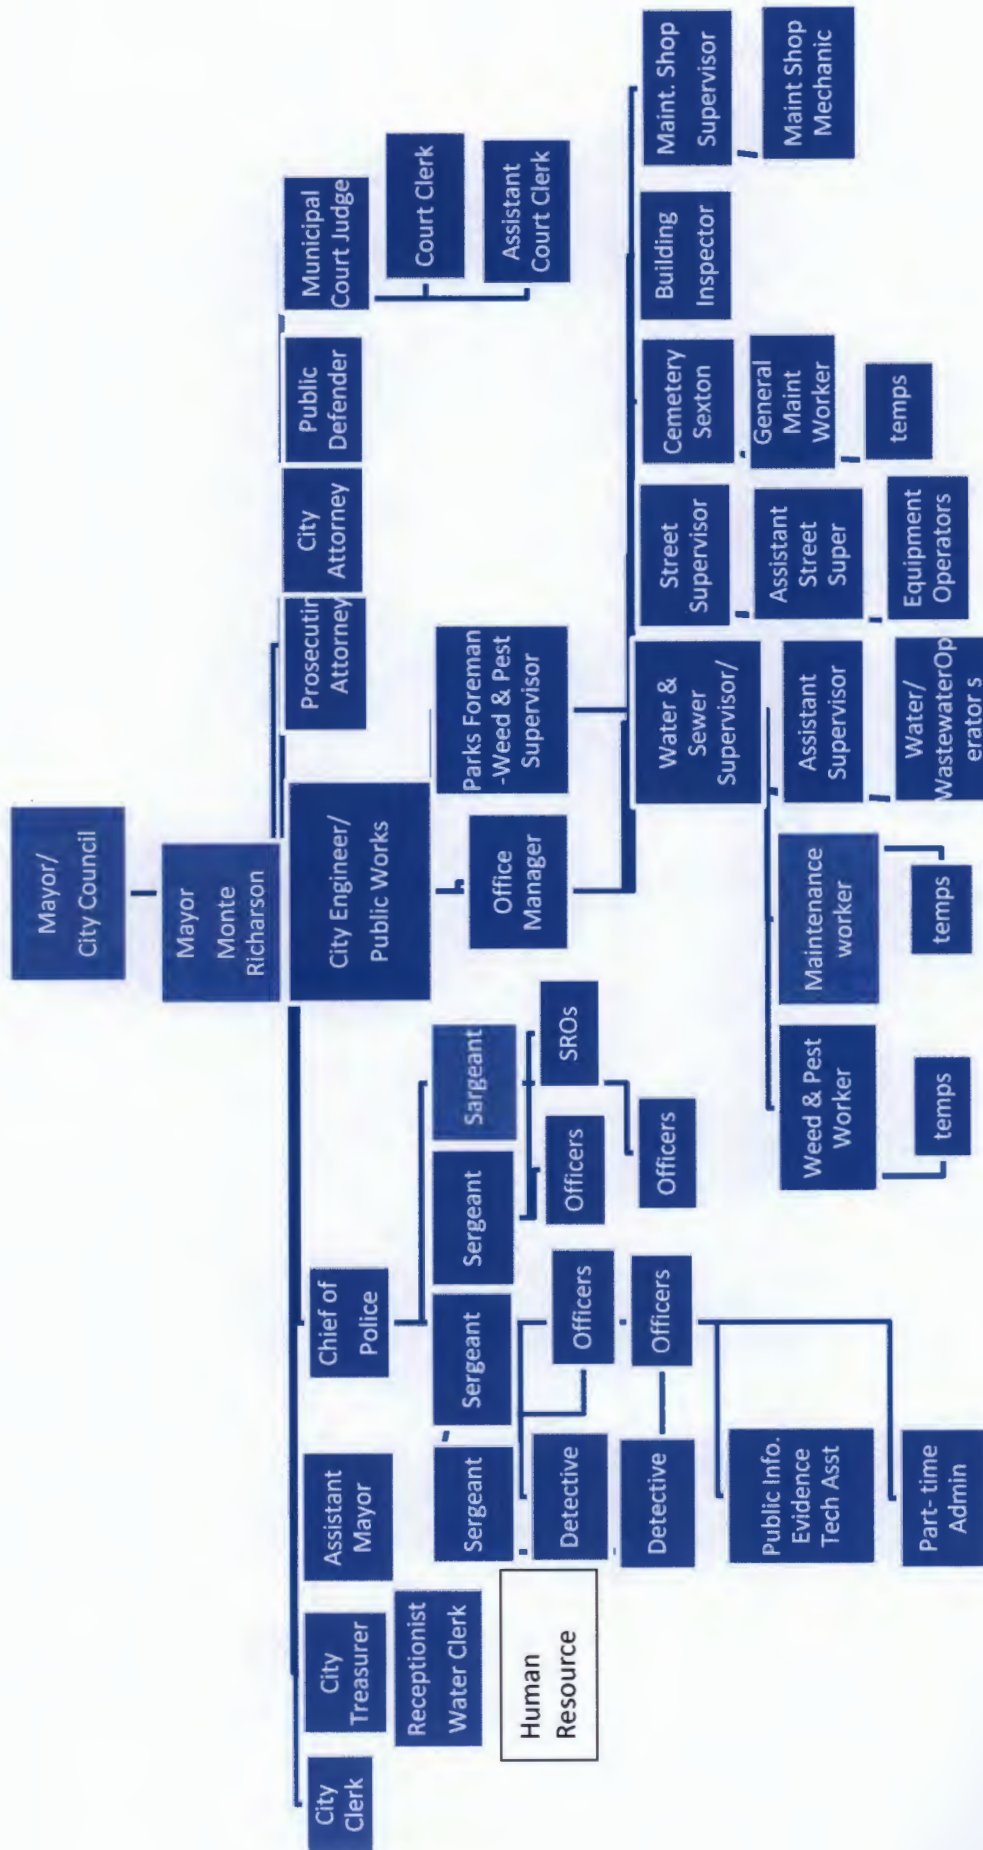 Mayor/
City Council
Mayor
Monte
Richarson
City
Clerk
City
Treasurer
Assistant
Mayor
Chief of
Police
City Engineer/
Public Works
Prosecutin
Attorney
City
Attorney
Public
Defender
Municipal
Court Judge
Receptionist
Water Clerk
Human
Resource
Court Clerk
Assistant
Court Clerk
Sergeant
Sergeant
Sergeant
Sargeant
Office
Manager
Parks Foreman
-Weed & Pest
Supervisor
Detective
Officers
Officers
SROs
Detective
Officers
Officers
Public Info.
Evidence
Tech Asst
Part- time
Admin
Water &
Sewer
Supervisor/
Street
Supervisor
Cemetery
Sexton
Building
Inspector
Maint. Shop
Supervisor
Weed & Pest
Worker
Maintenance
worker
Assistant
Supervisor
Assistant
Street
Super
General
Maint
Worker
Maint Shop
Mechanic
temps
temps
Water/
WastewaterOp
erator s
Equipment
Operators
temps